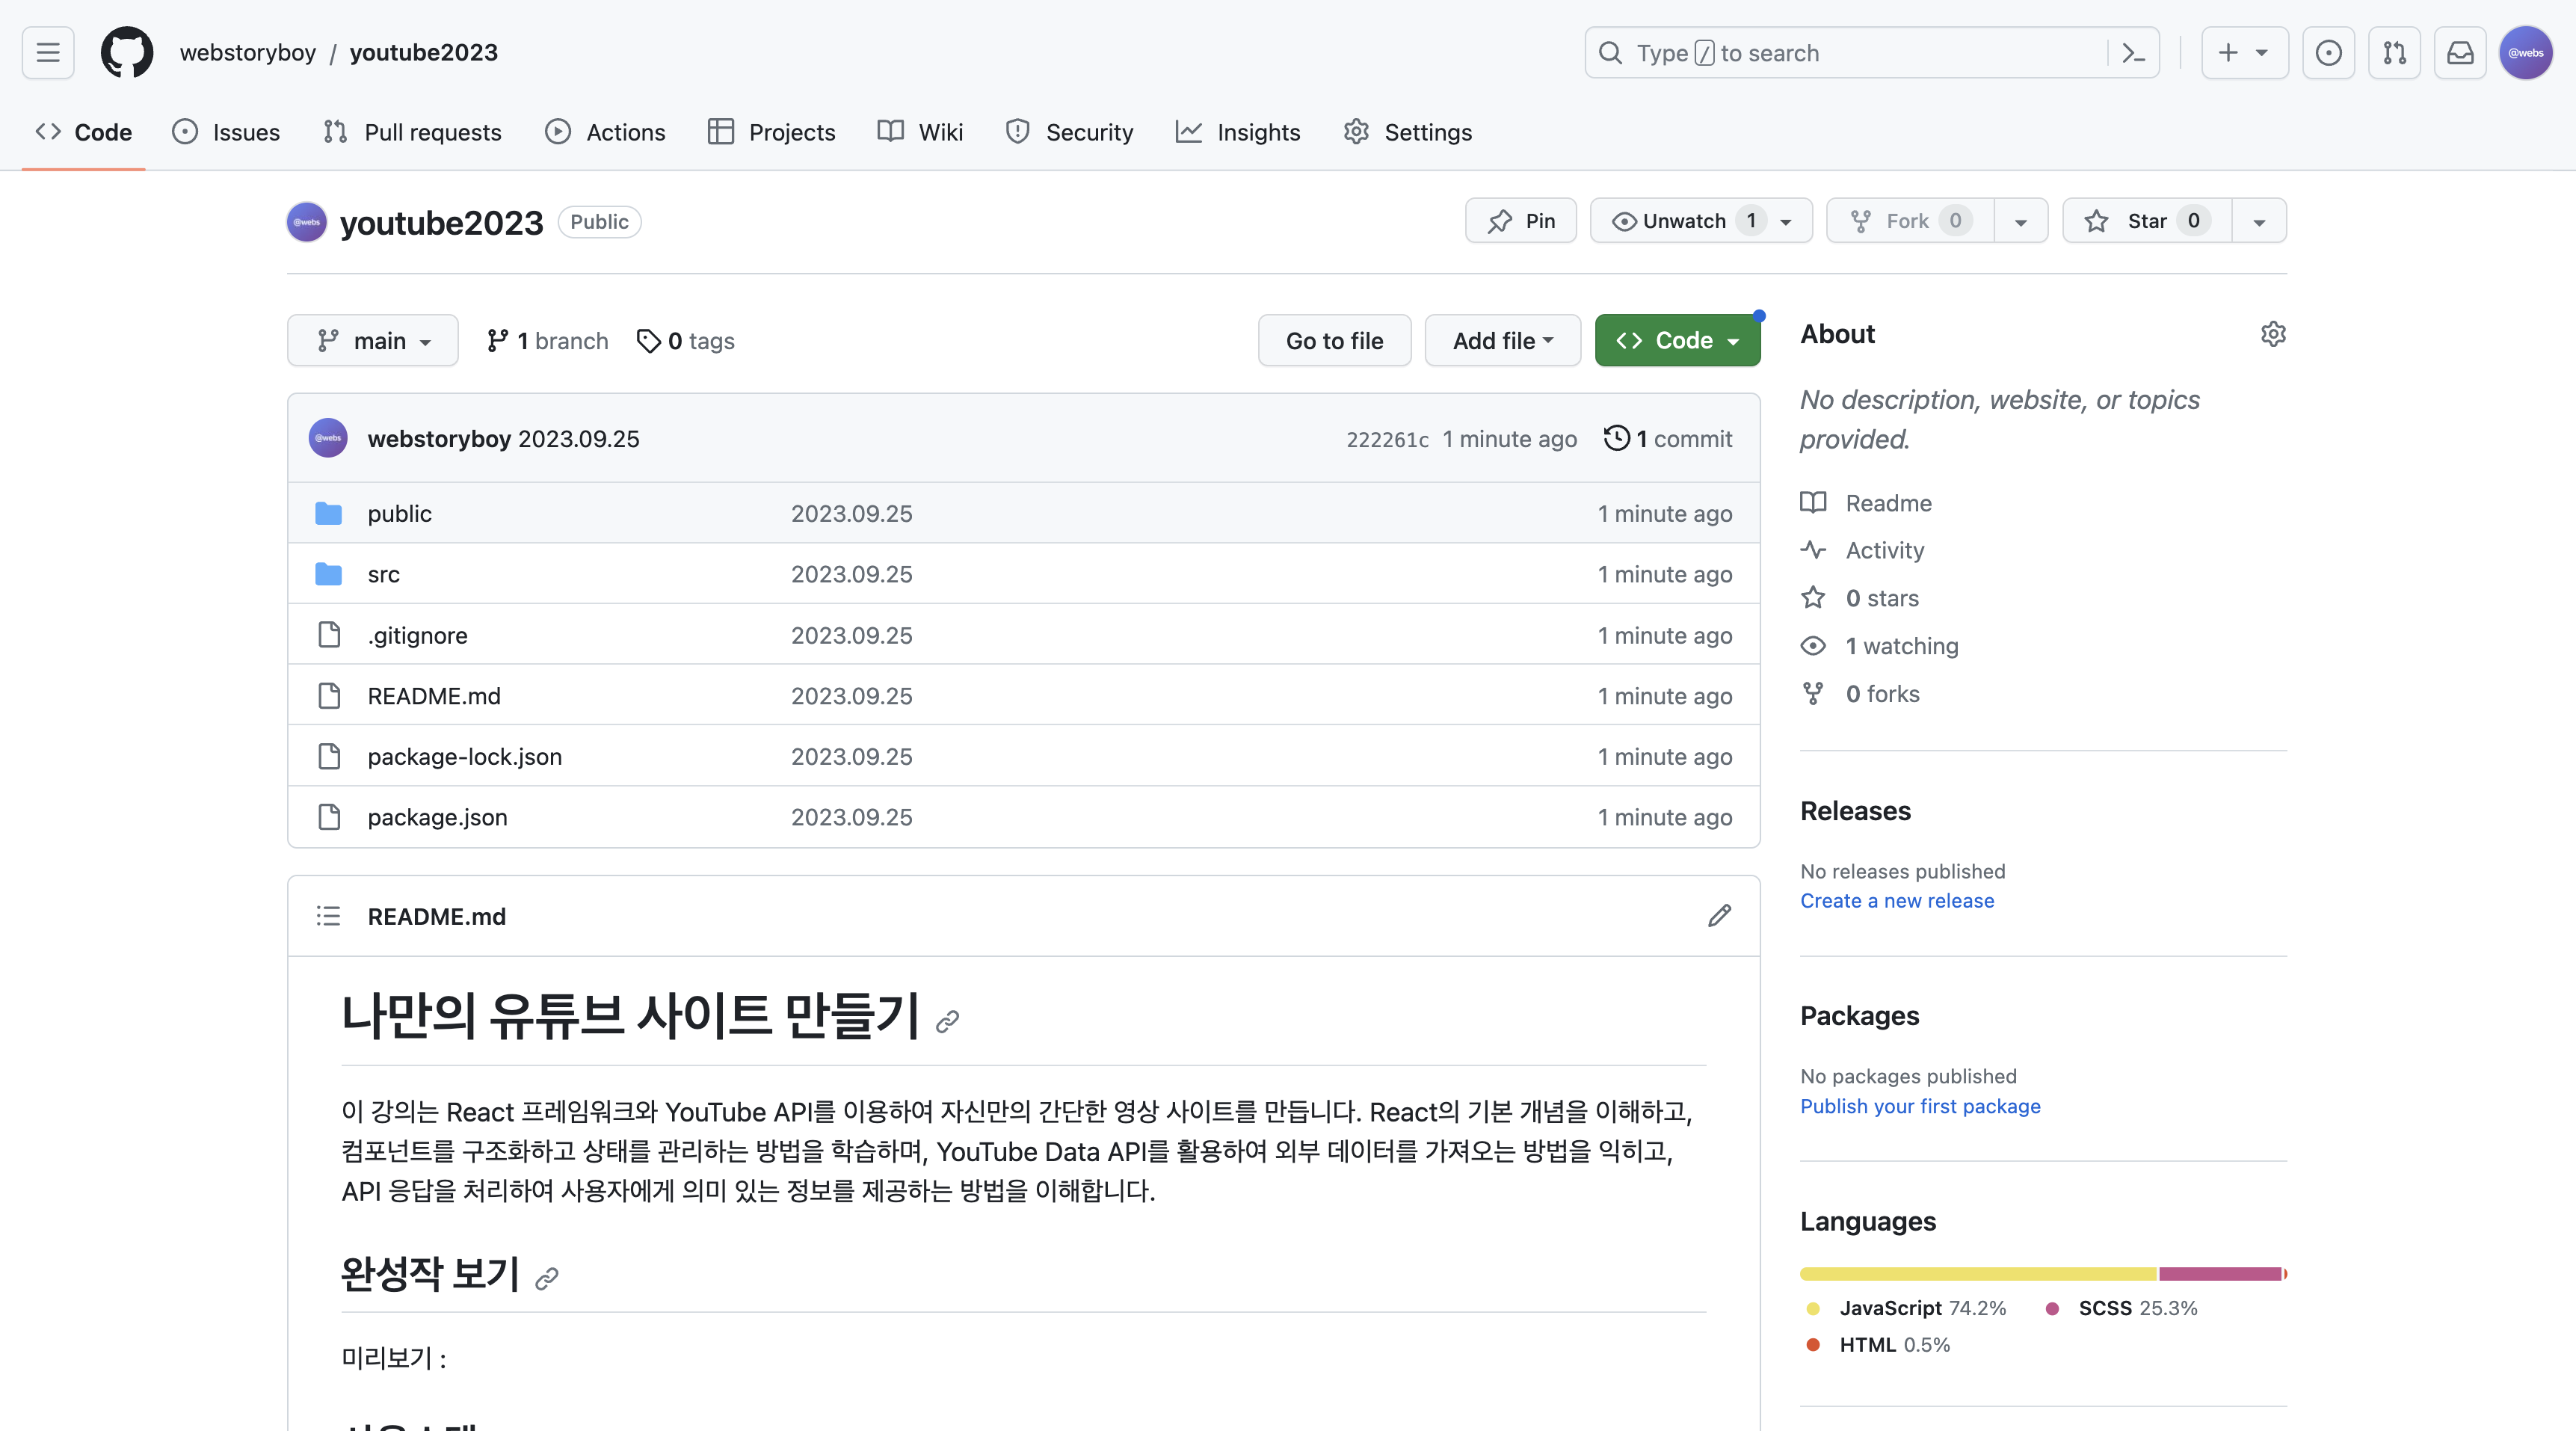 webstoryboy / youtube2023
Type / to search
@webs
Code
Issues
Pull requests
Actions
Projects
Wiki
Security
Insights
Settings
@webs youtube2023 Public
Pin
Unwatch 1
Fork 0
Star 0
main
1 branch
0 tags
Go to file
Add file
Code
@webs webstoryboy 2023.09.25 222261c 1 minute ago 1 commit
public 2023.09.25 1 minute ago
src 2023.09.25 1 minute ago
.gitignore 2023.09.25 1 minute ago
README.md 2023.09.25 1 minute ago
package-lock.json 2023.09.25 1 minute ago
package.json 2023.09.25 1 minute ago
README.md
나만의 유튜브 사이트 만들기
이 강의는 React 프레임워크와 YouTube API를 이용하여 자신만의 간단한 영상 사이트를 만듭니다. React의 기본 개념을 이해하고,
컴포넌트를 구조화하고 상태를 관리하는 방법을 학습하며, YouTube Data API를 활용하여 외부 데이터를 가져오는 방법을 익히고,
API 응답을 처리하여 사용자에게 의미 있는 정보를 제공하는 방법을 이해합니다.
완성작 보기
미리보기 :
About
No description, website, or topics
provided.
Readme
Activity
0 stars
1 watching
0 forks
Releases
No releases published
Create a new release
Packages
No packages published
Publish your first package
Languages
JavaScript 74.2% SCSS 25.3%
HTML 0.5%